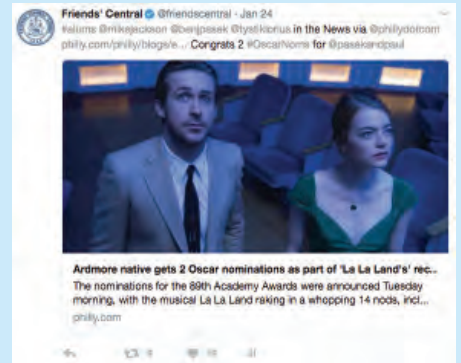 Friends' Central @friendscentral · Jan 24
#alums @mikejackson @benjpasek @tystiklorius in the News via @phillydotcom
philly.com/philly/blogs/e... Congrats 2 #OscarNoms for @pasekandpaul
Ardmore native gets 2 Oscar nominations as part of 'La La Land's' rec...
The nominations for the 89th Academy Awards were announced Tuesday
morning, with the musical La La Land raking in a whopping 14 nods, incl...
philly.com